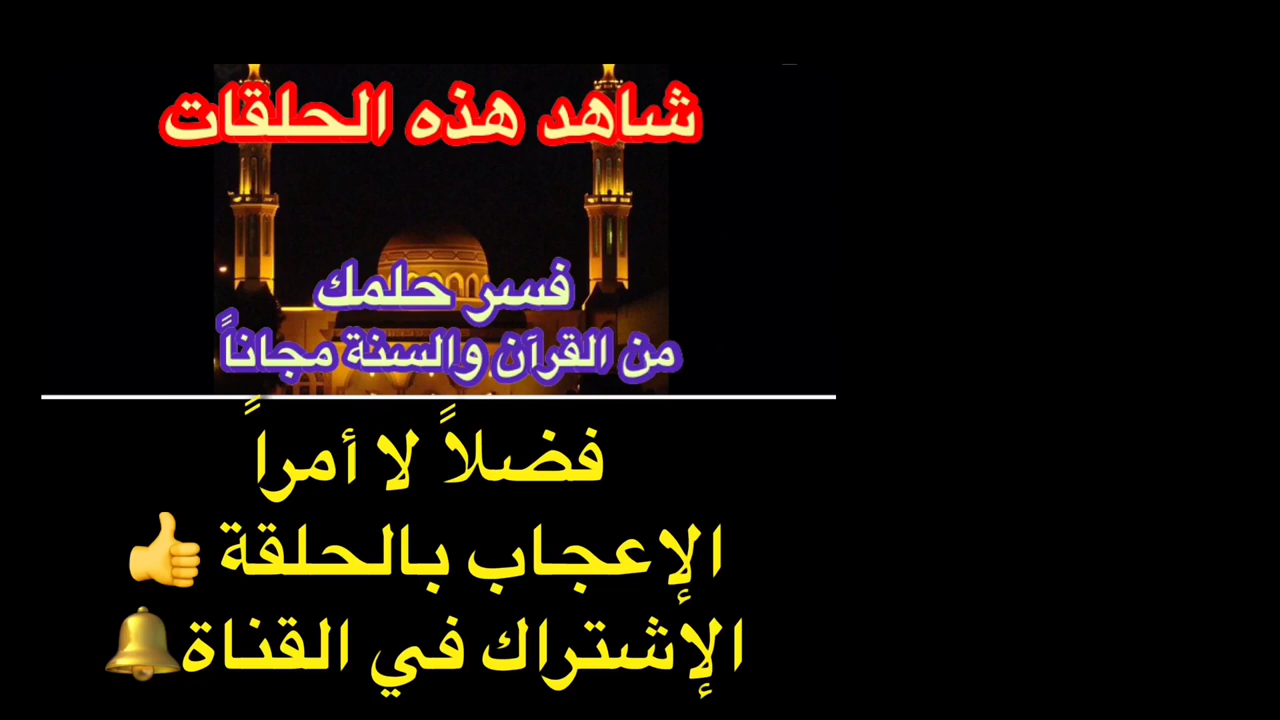 شاهد هذه الحلقات
فسر حلمك
من القرآن والسنة مجاناً
فضلاً لا أمراً
الإعجاب بالحلقة 👍
الإشتراك في القناة🔔